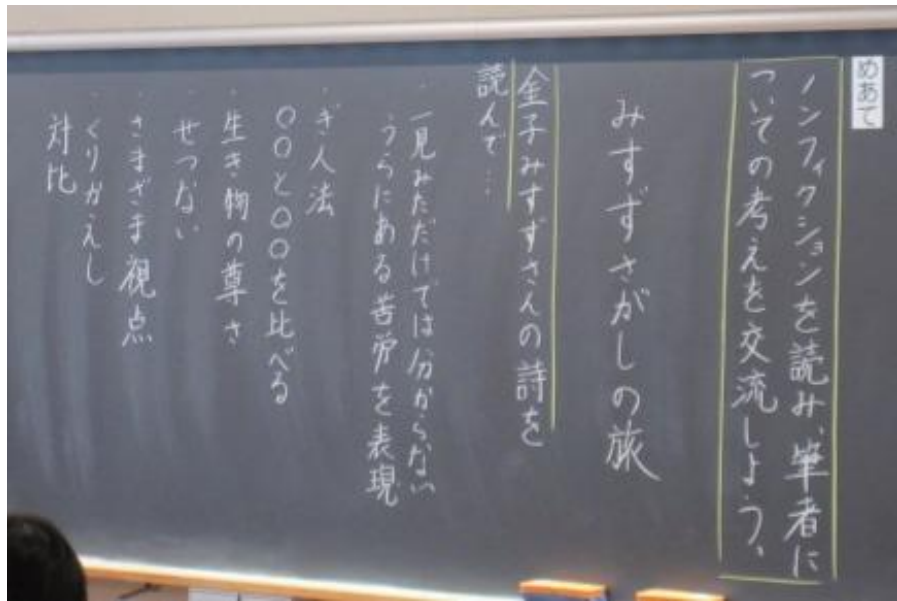 めあて
ノンフィクションを読み、筆者に
ついての考えを交流しよう、
みすずさがしの旅
金子みすずさんの詩を
読んで…
・一見みただけでは分からない
うらにある苦労を表現
・ぎ人法
〇〇と〇〇を比べる
・生き物の尊さ
・せつない
・さまざま視点
・くりかえし
対比